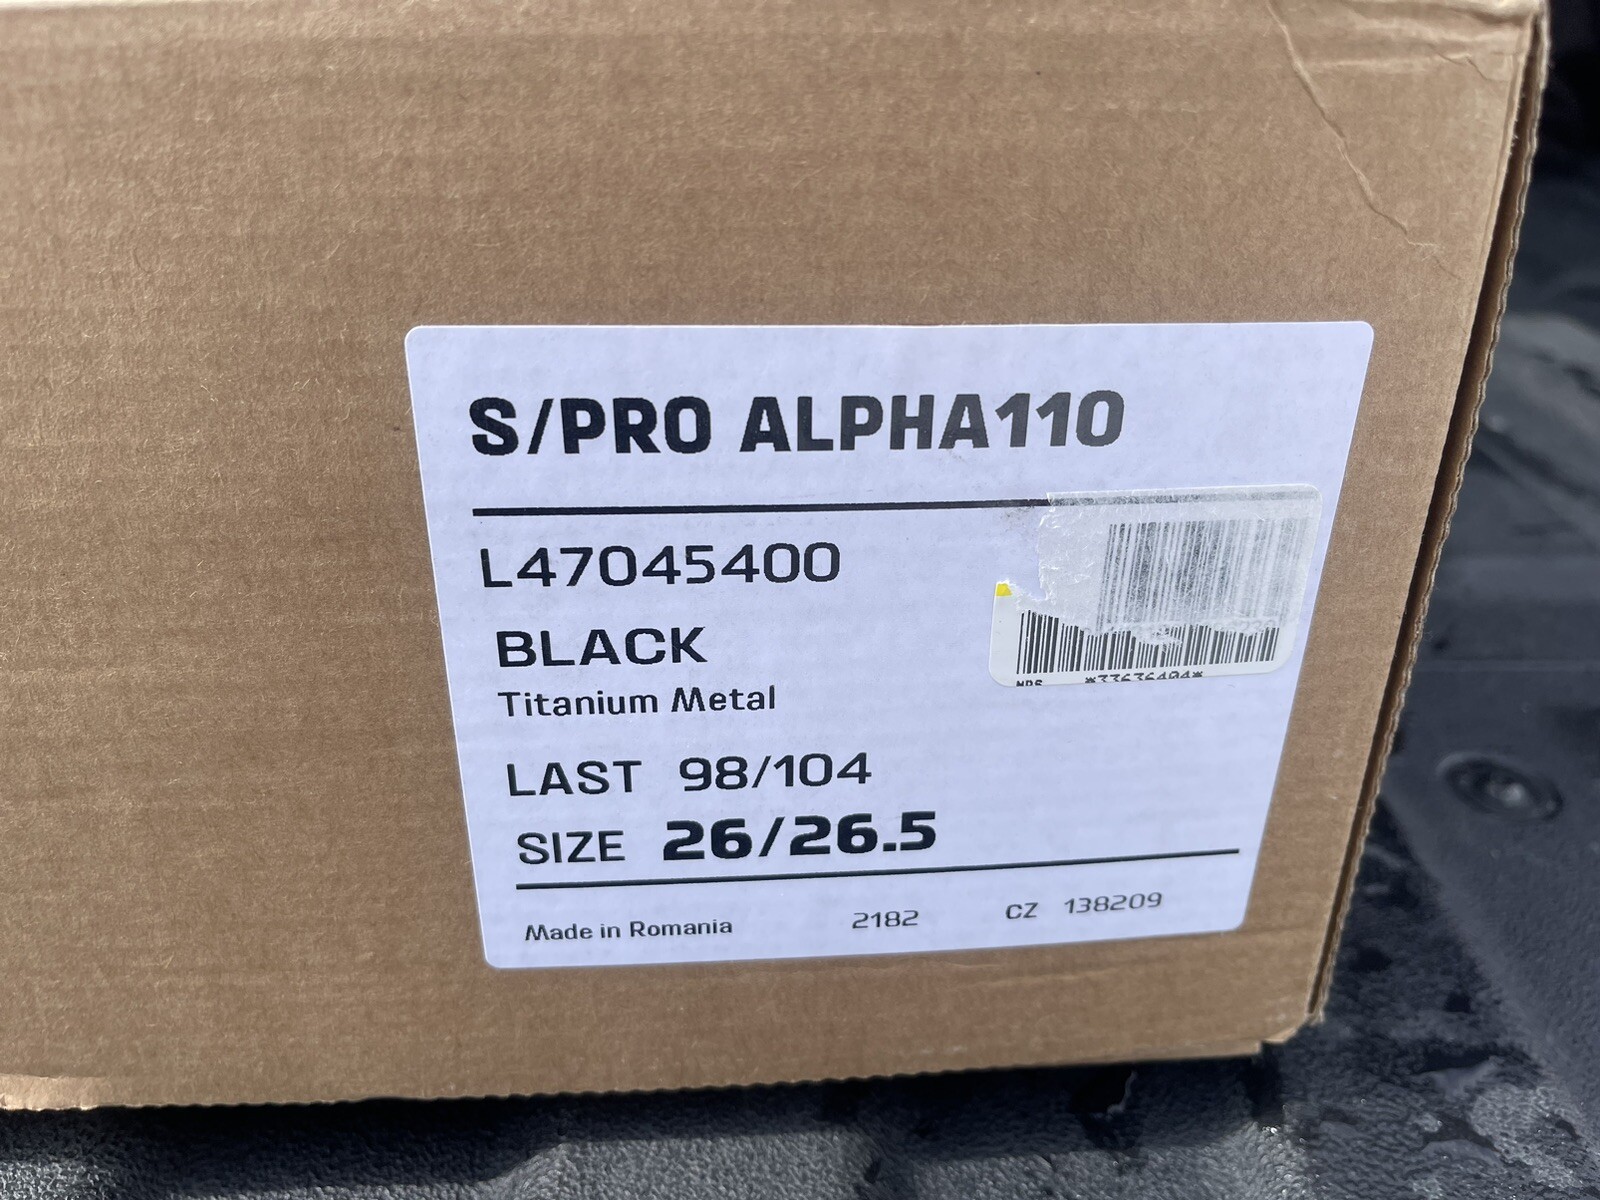 S/PRO ALPHA110
L47045400
BLACK
Titanium Metal
LAST 98/104
SIZE 26/26.5
Made in Romania 2182 CZ 138209